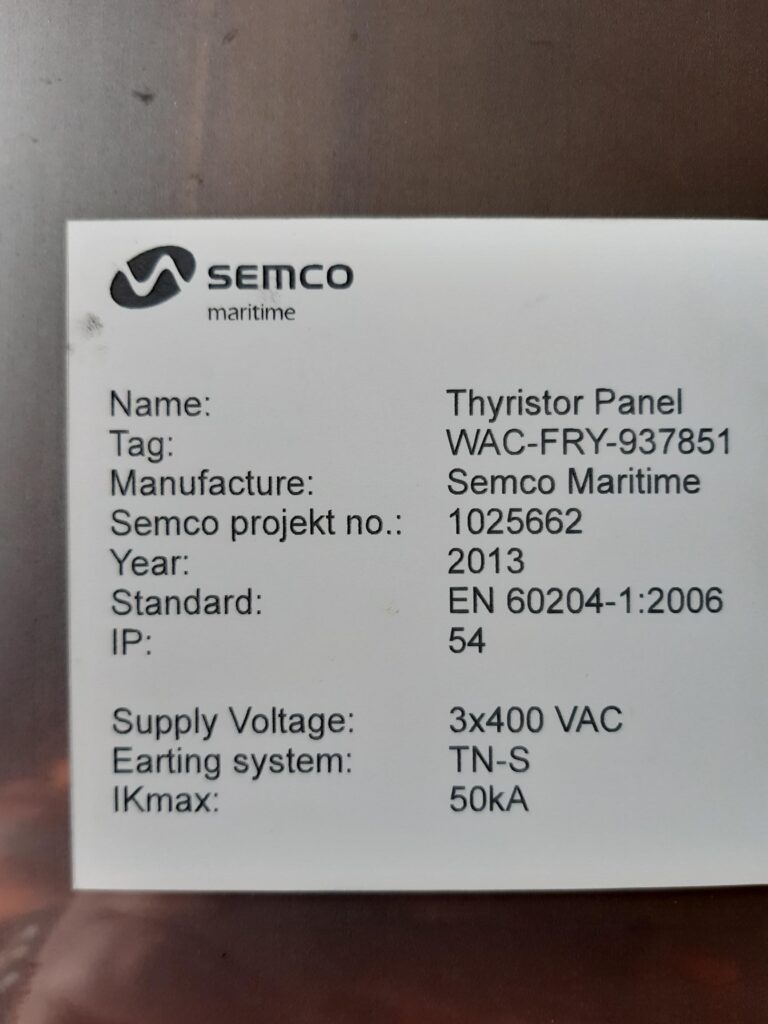 SEMCO
maritime
Name: Thyristor Panel
Tag: WAC-FRY-937851
Manufacture: Semco Maritime
Semco projekt no.: 1025662
Year: 2013
Standard: EN 60204-1:2006
IP: 54
Supply Voltage: 3x400 VAC
Earting system: TN-S
IKmax: 50kA